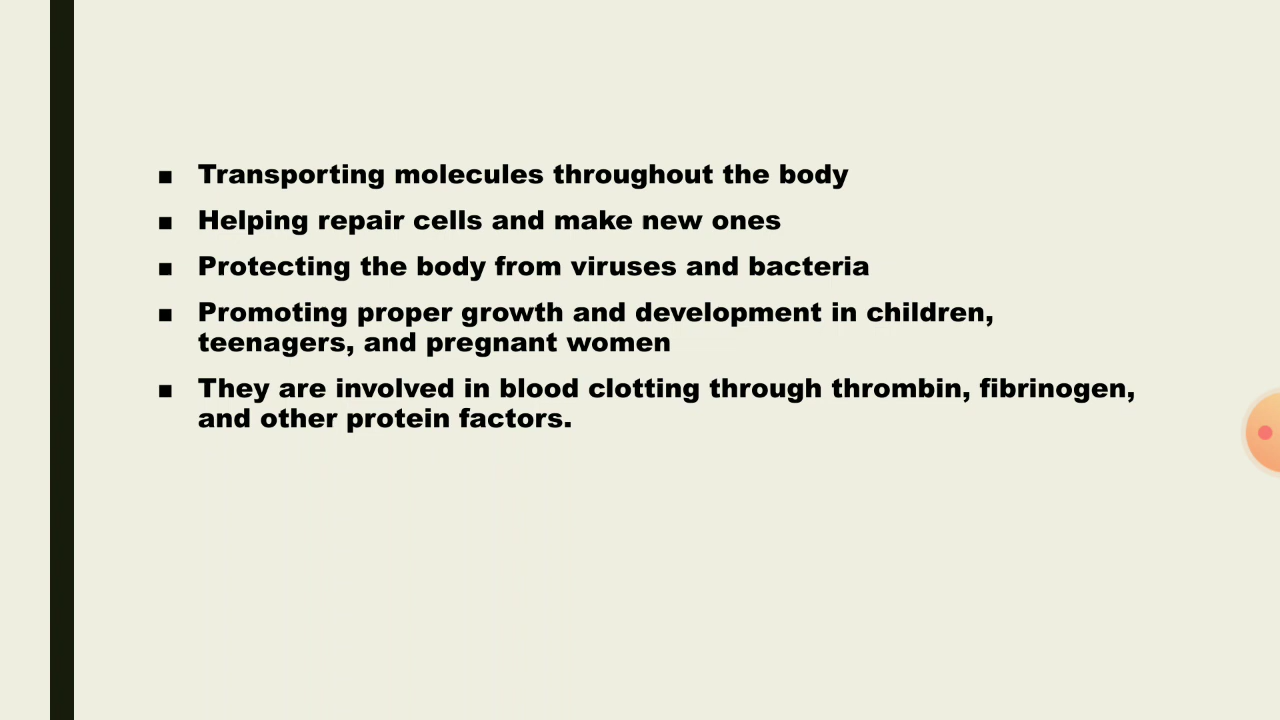 ▪ Transporting molecules throughout the body
▪ Helping repair cells and make new ones
▪ Protecting the body from viruses and bacteria
▪ Promoting proper growth and development in children,
teenagers, and pregnant women
▪ They are involved in blood clotting through thrombin, fibrinogen,
and other protein factors.